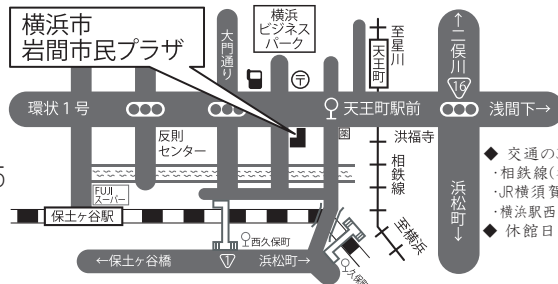 横浜市
岩間市民プラザ
大門通り
横浜
ビジネス
パーク
〒
至星川
天王町
↑二俣川
16
環状1号
天王町駅前
浅間下→
反則
センター
洪福寺
相鉄線
FUJI
スーパー
保土ヶ谷駅
西久保町
至横浜
浜松町↓
←保土ヶ谷橋
1
浜松町→
久保町
5
◆ 交通の
・相鉄線(
・JR横須賀
・横浜駅西
◆ 休館日